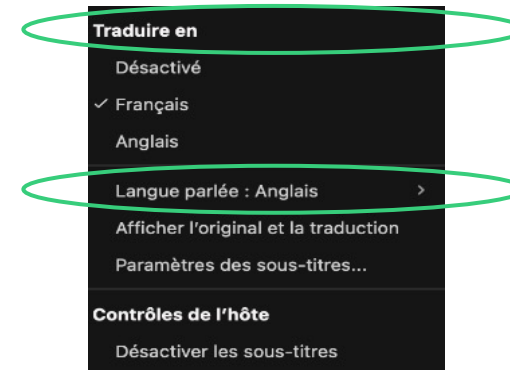 Traduire en
Désactivé
✓ Français
Anglais
Langue parlée : Anglais >
Afficher l'original et la traduction
Paramètres des sous-titres...
Contrôles de l'hôte
Désactiver les sous-titres